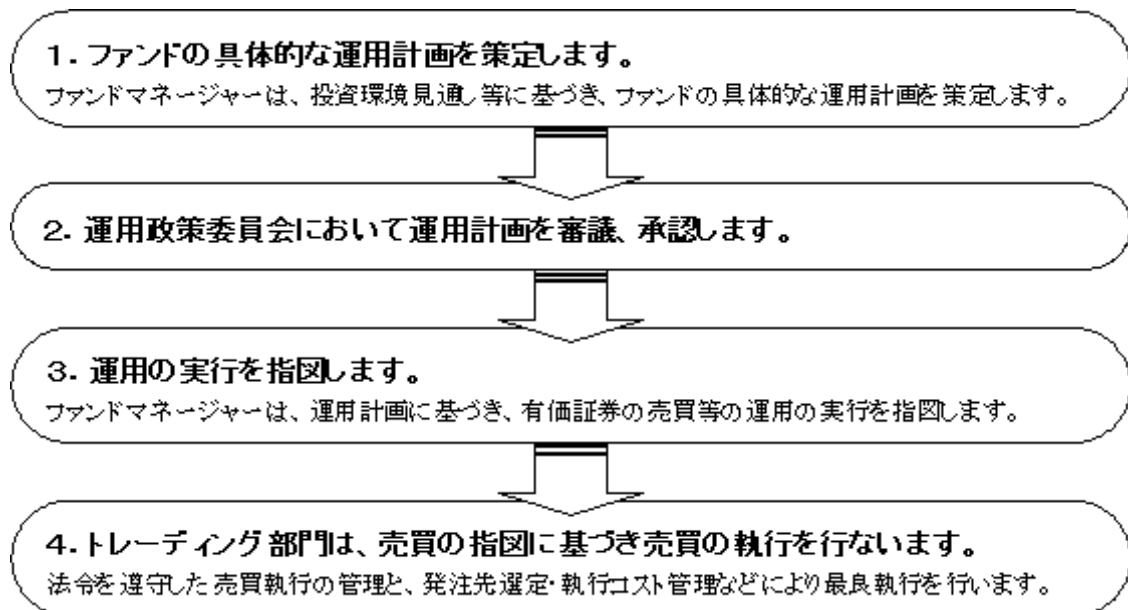 1. ファンドの具体的な運用計画を策定します。
ファンドマネージャーは、投資環境見通し等に基づき、ファンドの具体的な運用計画を策定します。
2. 運用政策委員会において運用計画を審議、承認します。
3. 運用の実行を指図します。
ファンドマネージャーは、運用計画に基づき、有価証券の売買等の運用の実行を指図します。
4. トレーディング部門は、売買の指図に基づき売買の執行を行ないます。
法令を遵守した売買執行の管理と、発注先選定・執行コスト管理などにより最良執行を行います。